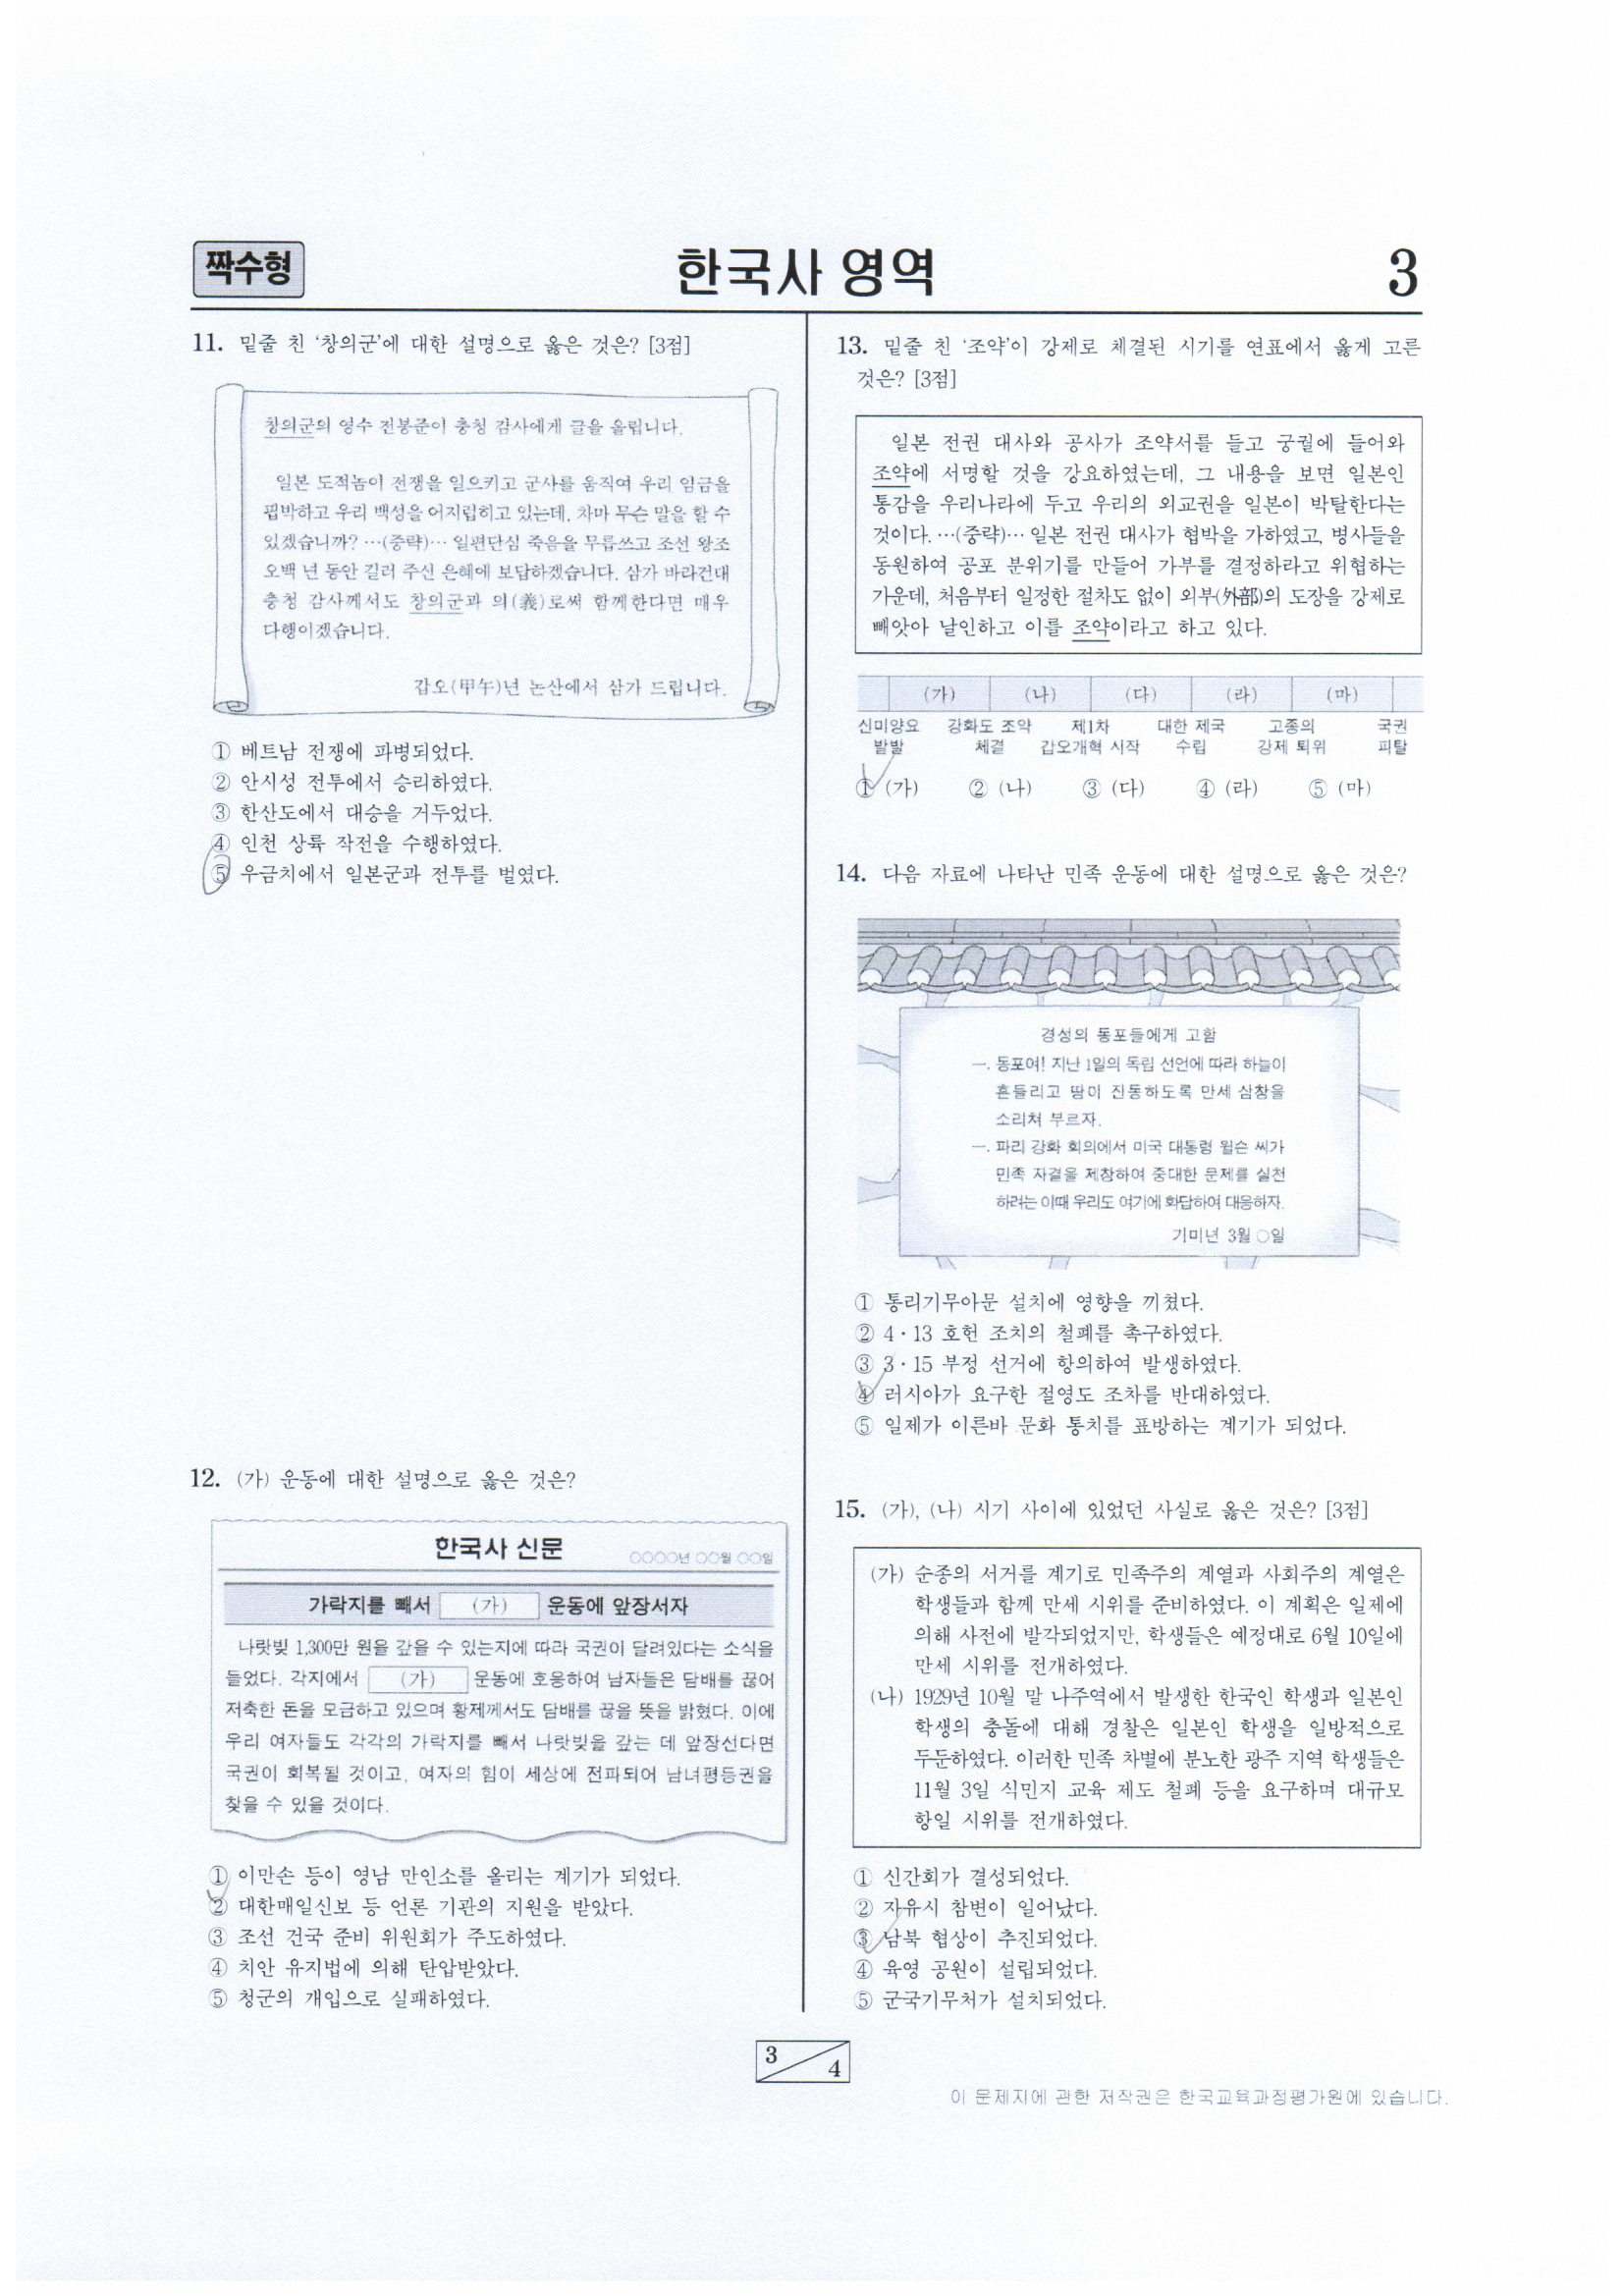 짝수형
한국사 영역
3
11. 밑줄 친 ‘창의군’에 대한 설명으로 옳은 것은? [3점]
창의군의 영수 전봉준이 충청 감사에게 글을 올립니다.
일본 도적놈이 전쟁을 일으키고 군사를 움직여 우리 임금을
핍박하고 우리 백성을 어지럽히고 있는데, 차마 무슨 말을 할 수
있겠습니까? …(중략)… 일편단심 죽음을 무릅쓰고 조선 왕조
오백 년 동안 길러 주신 은혜에 보답하겠습니다. 삼가 바라건대
충청 감사께서도 창의군과 의(義)로써 함께한다면 매우
다행이겠습니다.
갑오(甲午)년 논산에서 삼가 드립니다.
① 베트남 전쟁에 파병되었다.
② 안시성 전투에서 승리하였다.
③ 한산도에서 대승을 거두었다.
④ 인천 상륙 작전을 수행하였다.
⑤ 우금치에서 일본군과 전투를 벌였다.
12. (가) 운동에 대한 설명으로 옳은 것은?
한국사 신문
○○○○년 ○○월 ○○일
가락지를 빼서 (가) 운동에 앞장서자
나랏빚 1,300만 원을 갚을 수 있는지에 따라 국권이 달려있다는 소식을
들었다. 각지에서 (가) 운동에 호응하여 남자들은 담배를 끊어
저축한 돈을 모금하고 있으며 황제께서도 담배를 끊을 뜻을 밝혔다. 이에
우리 여자들도 각각의 가락지를 빼서 나랏빚을 갚는 데 앞장선다면
국권이 회복될 것이고, 여자의 힘이 세상에 전파되어 남녀평등권을
찾을 수 있을 것이다.
① 이만손 등이 영남 만인소를 올리는 계기가 되었다.
② 대한매일신보 등 언론 기관의 지원을 받았다.
③ 조선 건국 준비 위원회가 주도하였다.
④ 치안 유지법에 의해 탄압받았다.
⑤ 청군의 개입으로 실패하였다.
13. 밑줄 친 ‘조약’이 강제로 체결된 시기를 연표에서 옳게 고른
것은? [3점]
일본 전권 대사와 공사가 조약서를 들고 궁궐에 들어와
조약에 서명할 것을 강요하였는데, 그 내용을 보면 일본인
통감을 우리나라에 두고 우리의 외교권을 일본이 박탈한다는
것이다. …(중략)… 일본 전권 대사가 협박을 가하였고, 병사들을
동원하여 공포 분위기를 만들어 가부를 결정하라고 위협하는
가운데, 처음부터 일정한 절차도 없이 외부(外部)의 도장을 강제로
빼앗아 날인하고 이를 조약이라고 하고 있다.
(가) (나) (다) (라) (마)
신미양요 강화도 조약 제1차 대한 제국 고종의 국권
발발 체결 갑오개혁 시작 수립 강제 퇴위 피탈
① (가) ② (나) ③ (다) ④ (라) ⑤ (마)
14. 다음 자료에 나타난 민족 운동에 대한 설명으로 옳은 것은?
경성의 동포들에게 고함
一. 동포여! 지난 1일의 독립 선언에 따라 하늘이
흔들리고 땅이 진동하도록 만세 삼창을
소리쳐 부르자.
一. 파리 강화 회의에서 미국 대통령 윌슨 씨가
민족 자결을 제창하여 중대한 문제를 실천
하려는 이때 우리도 여기에 화답하여 대응하자.
기미년 3월 ○일
① 통리기무아문 설치에 영향을 끼쳤다.
② 4·13 호헌 조치의 철폐를 촉구하였다.
③ 3·15 부정 선거에 항의하여 발생하였다.
④ 러시아가 요구한 절영도 조차를 반대하였다.
⑤ 일제가 이른바 문화 통치를 표방하는 계기가 되었다.
15. (가), (나) 시기 사이에 있었던 사실로 옳은 것은? [3점]
(가) 순종의 서거를 계기로 민족주의 계열과 사회주의 계열은
학생들과 함께 만세 시위를 준비하였다. 이 계획은 일제에
의해 사전에 발각되었지만, 학생들은 예정대로 6월 10일에
만세 시위를 전개하였다.
(나) 1929년 10월 말 나주역에서 발생한 한국인 학생과 일본인
학생의 충돌에 대해 경찰은 일본인 학생을 일방적으로
두둔하였다. 이러한 민족 차별에 분노한 광주 지역 학생들은
11월 3일 식민지 교육 제도 철폐 등을 요구하며 대규모
항일 시위를 전개하였다.
① 신간회가 결성되었다.
② 자유시 참변이 일어났다.
③ 남북 협상이 추진되었다.
④ 육영 공원이 설립되었다.
⑤ 군국기무처가 설치되었다.
3
4
이 문제지에 관한 저작권은 한국교육과정평가원에 있습니다.